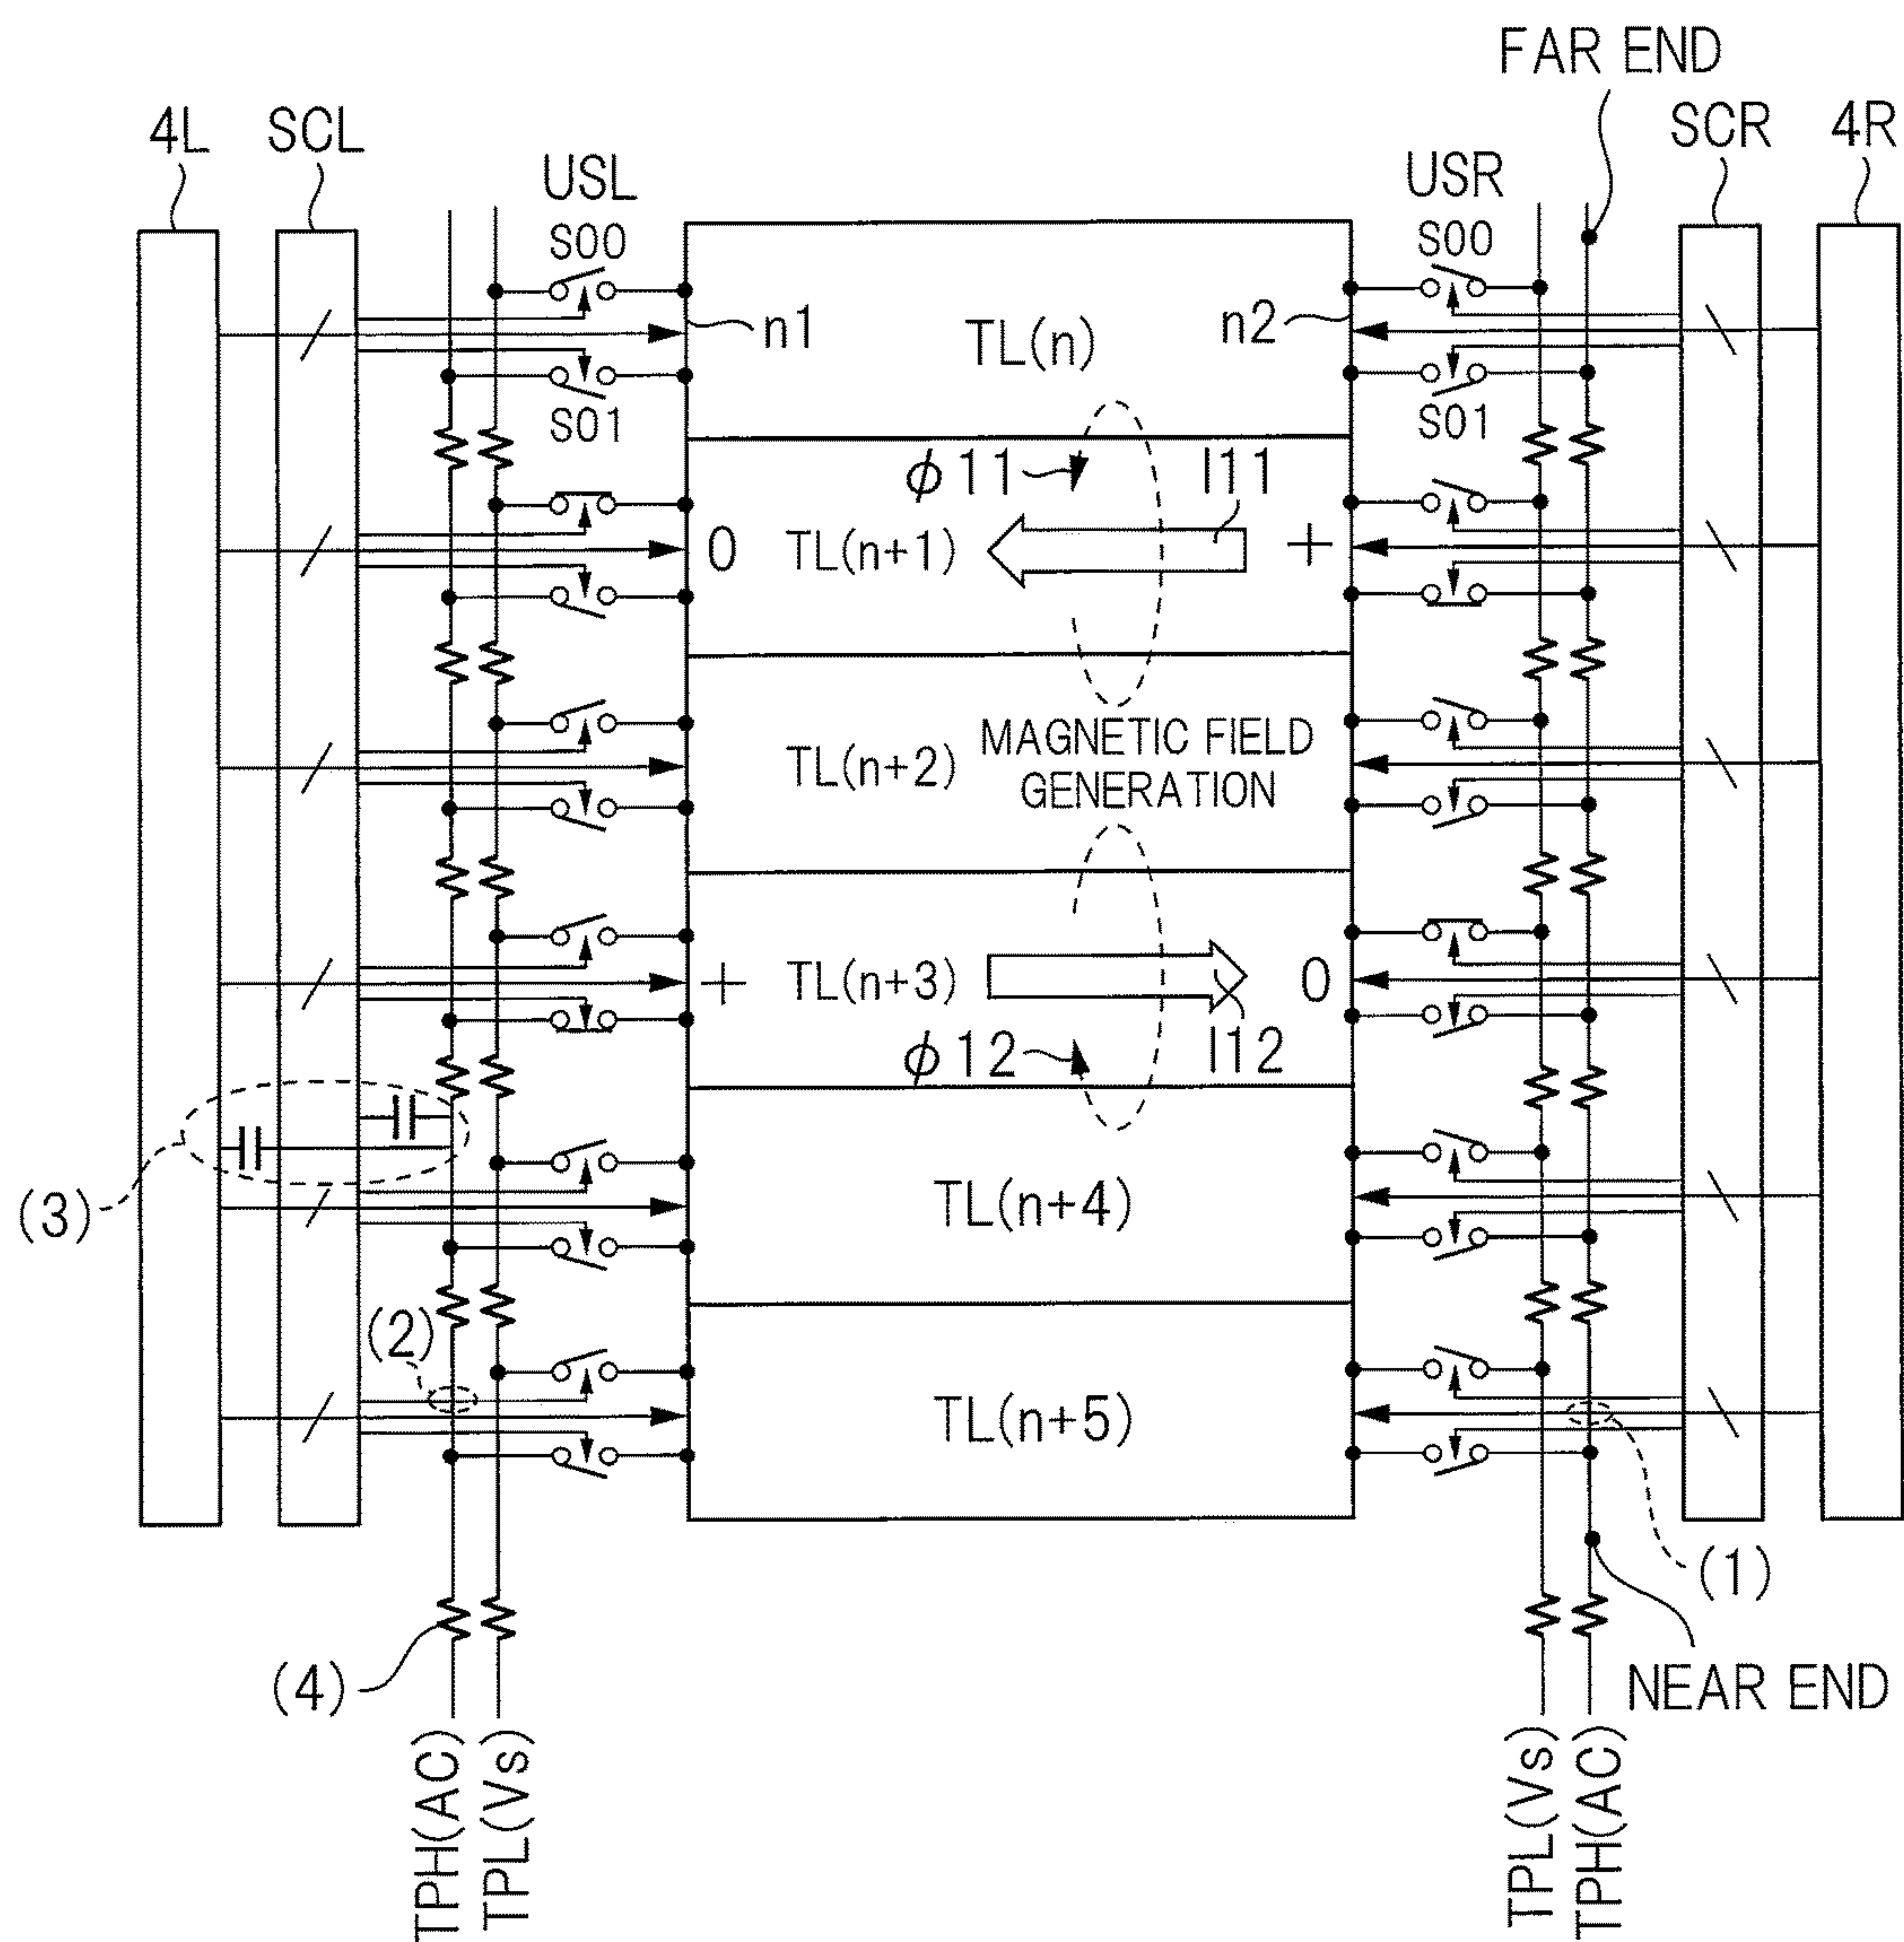 FAR END
4L
SCL
USL
USR
SCR
4R
S00
S00
n1
TL(n)
n2
S01
S01
φ11
I11
0
TL(n+1)
+
TL(n+2)
MAGNETIC FIELD
GENERATION
+
TL(n+3)
0
φ12
I12
(3)
TL(n+4)
(2)
TL(n+5)
(1)
(4)
NEAR END
TPH(AC)
TPL(Vs)
TPL(Vs)
TPH(AC)